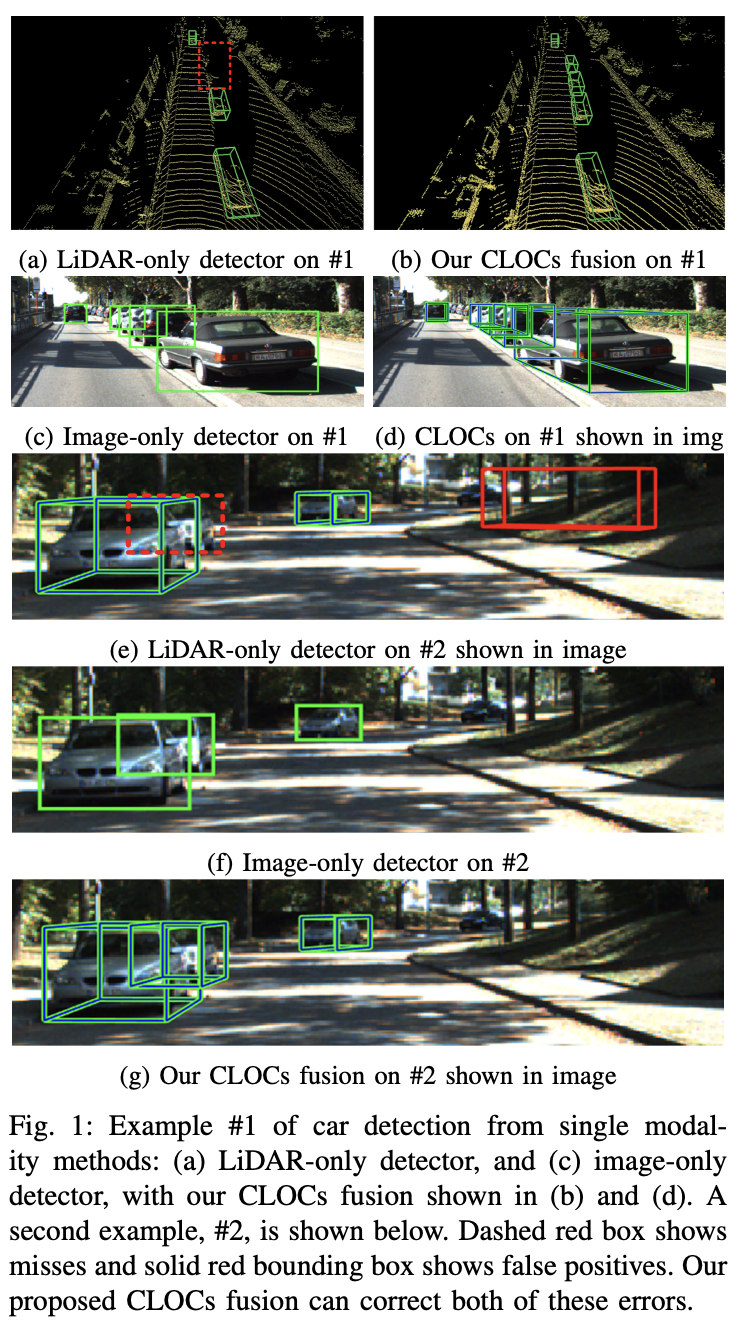 (a) LiDAR-only detector on #1
(b) Our CLOCs fusion on #1
(c) Image-only detector on #1
(d) CLOCs on #1 shown in img
(e) LiDAR-only detector on #2 shown in image
(f) Image-only detector on #2
(g) Our CLOCs fusion on #2 shown in image
Fig. 1: Example #1 of car detection from single modal-
ity methods: (a) LiDAR-only detector, and (c) image-only
detector, with our CLOCs fusion shown in (b) and (d). A
second example, #2, is shown below. Dashed red box shows
misses and solid red bounding box shows false positives. Our
proposed CLOCs fusion can correct both of these errors.